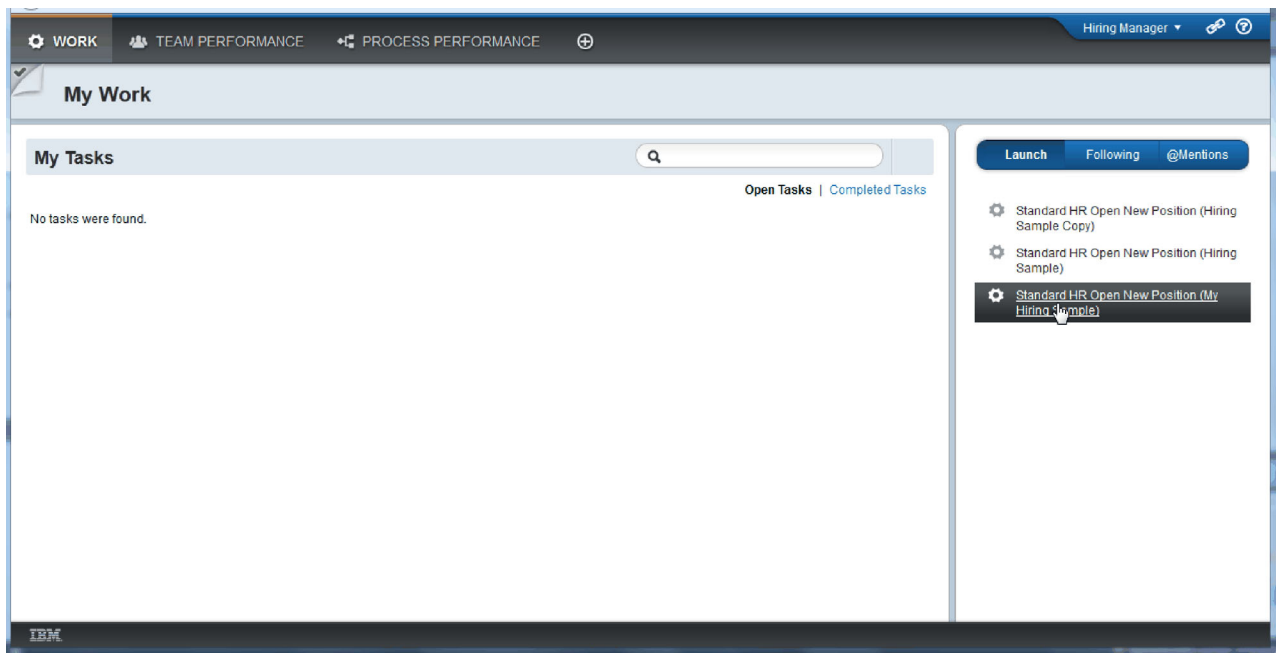 WORK TEAM PERFORMANCE PROCESS PERFORMANCE Hiring Manager
My Work
My Tasks
Launch Following @Mentions
Open Tasks | Completed Tasks
No tasks were found.
Standard HR Open New Position (Hiring
Sample Copy)
Standard HR Open New Position (Hiring
Sample)
Standard HR Open New Position (My
Hiring Sample)
IBM